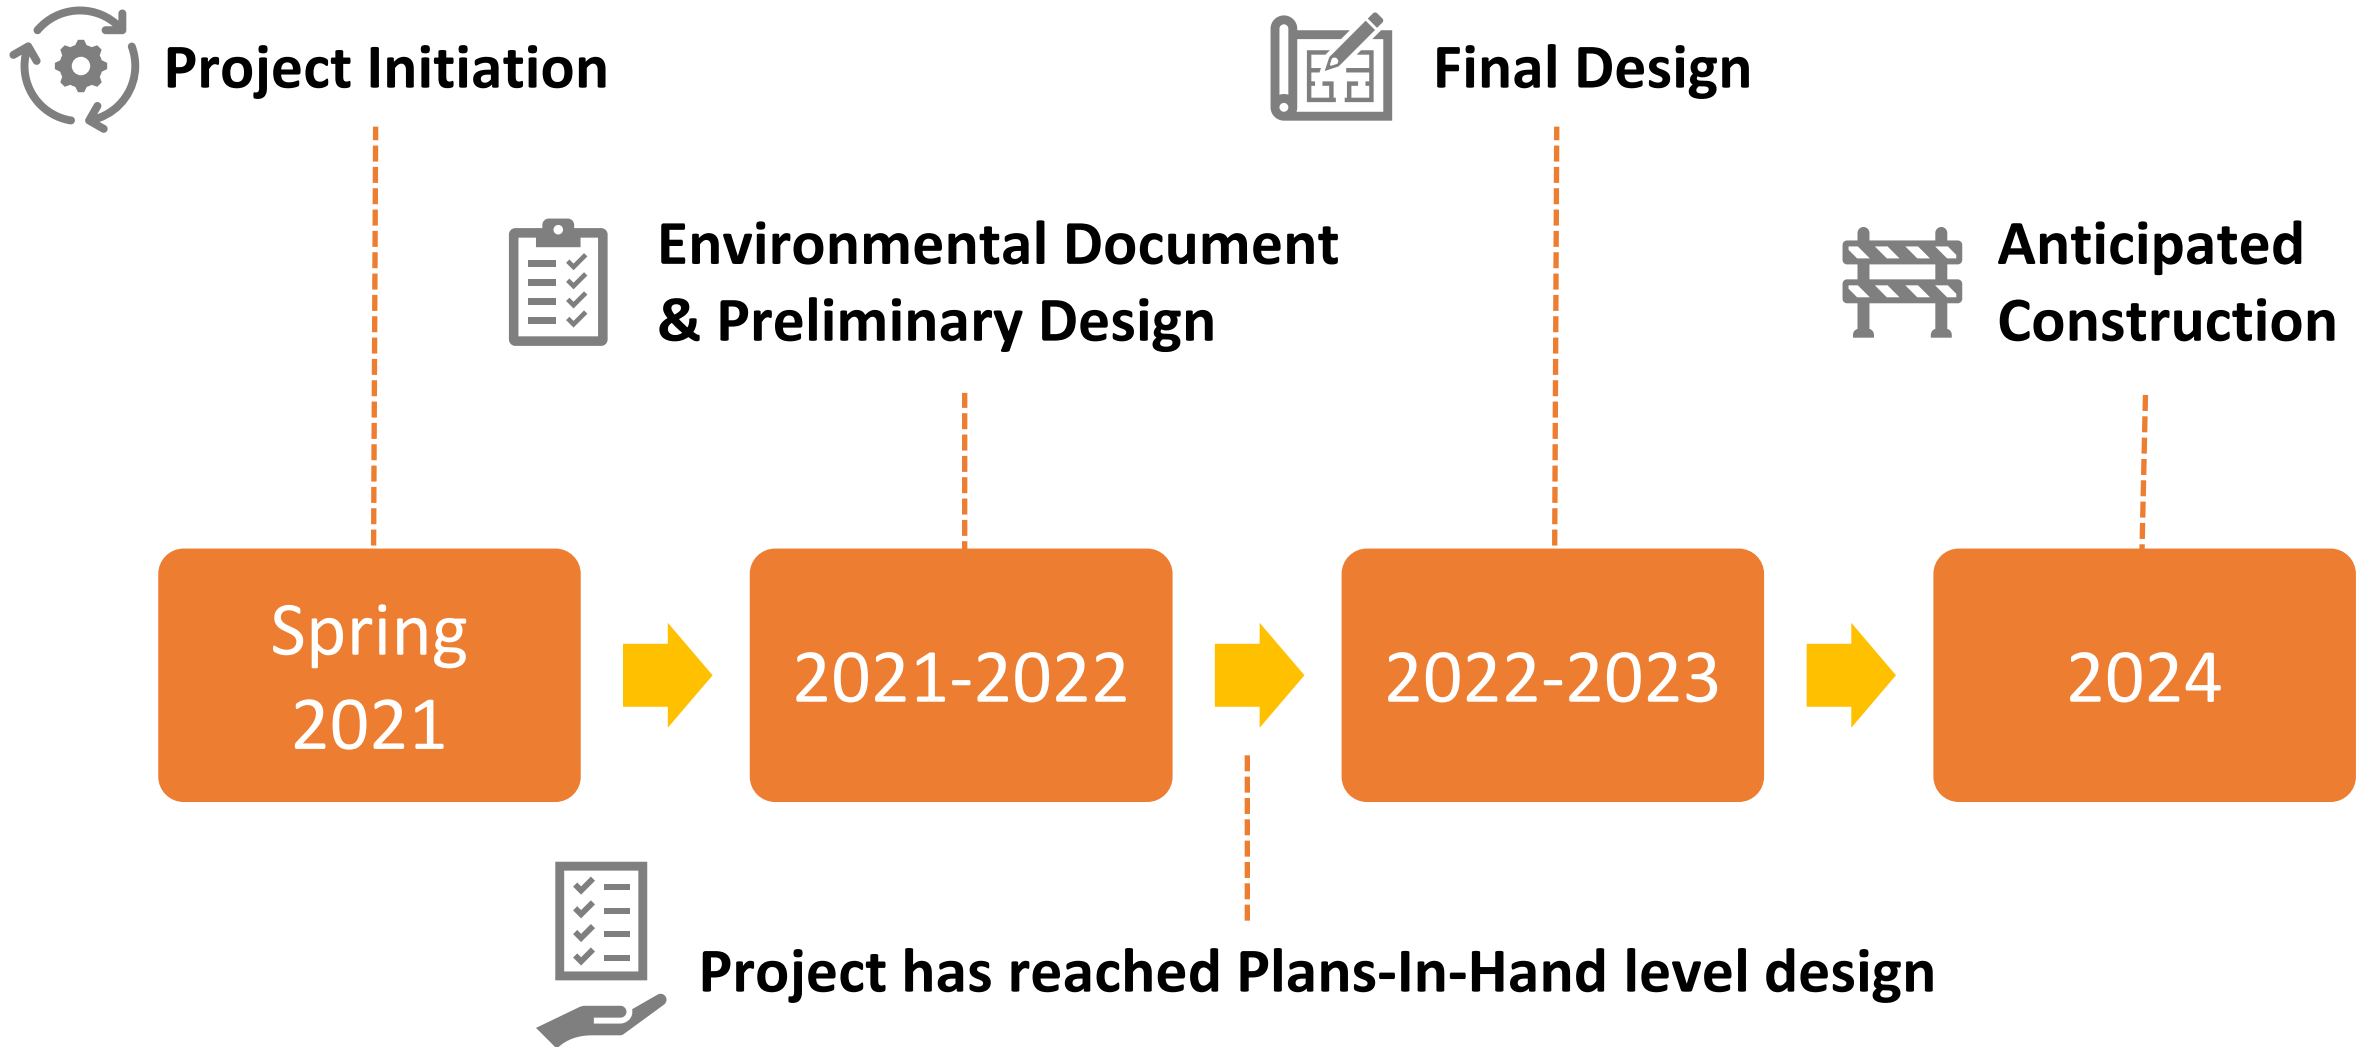 Project Initiation
Final Design
Environmental Document
& Preliminary Design
Anticipated
Construction
Spring
2021
2021-2022
2022-2023
2024
Project has reached Plans-In-Hand level design